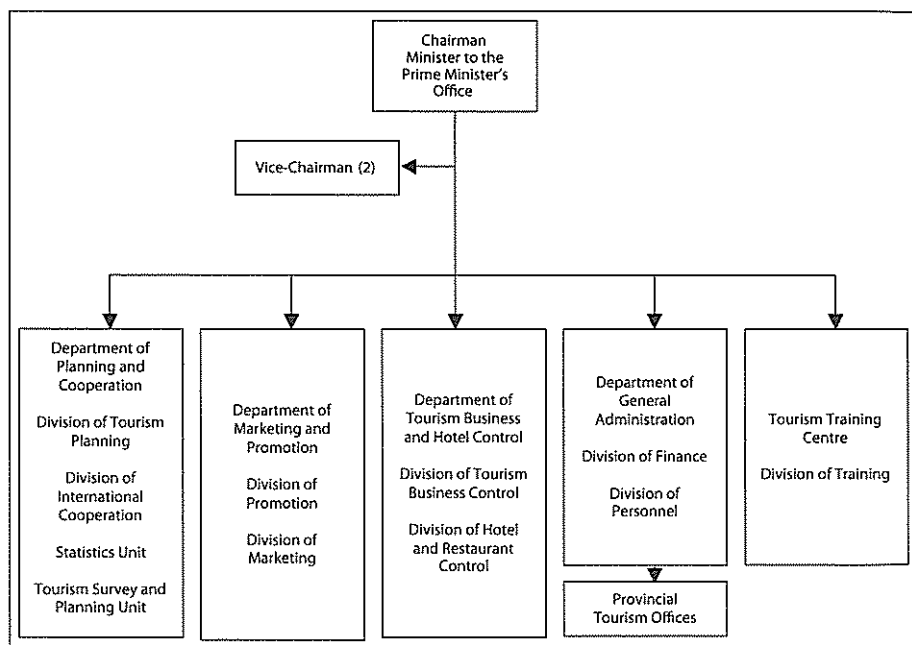 Chairman
Minister to the
Prime Minister's
Office
Vice-Chairman (2)
Department of
Planning and
Cooperation
Division of Tourism
Planning
Division of
International
Cooperation
Statistics Unit
Tourism Survey and
Planning Unit
Department of
Marketing and
Promotion
Division of
Promotion
Division of
Marketing
Department of
Tourism Business
and Hotel Control
Division of Tourism
Business Control
Division of Hotel
and Restaurant
Control
Department of
General
Administration
Division of Finance
Division of
Personnel
Provincial
Tourism Offices
Tourism Training
Centre
Division of Training